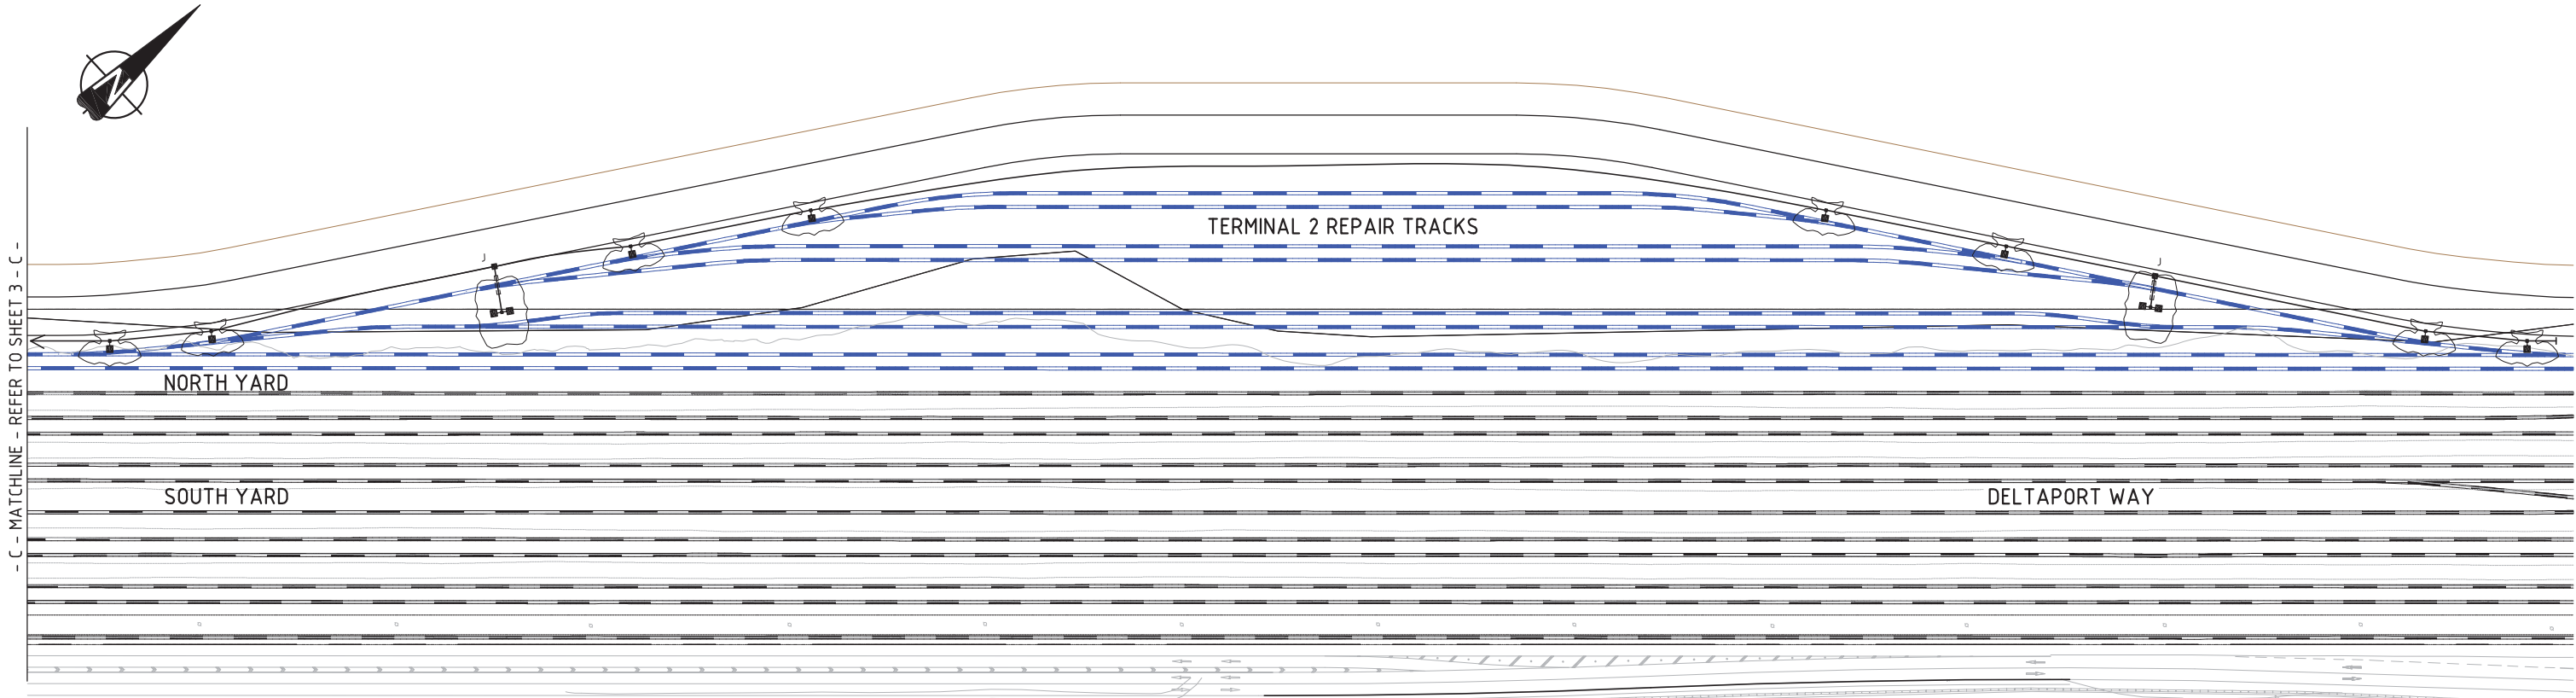 N
- C - MATCHLINE - REFER TO SHEET 3 - C -
J
J
TERMINAL 2 REPAIR TRACKS
NORTH YARD
SOUTH YARD
DELTAPORT WAY